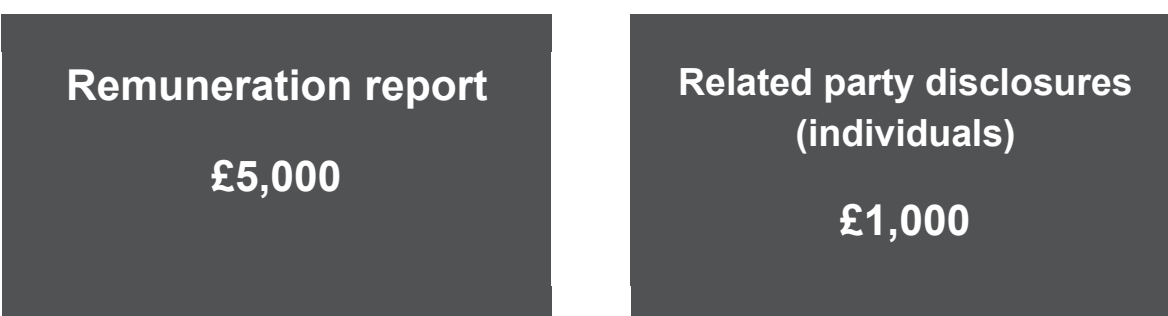 Remuneration report
£5,000
Related party disclosures
(individuals)
£1,000